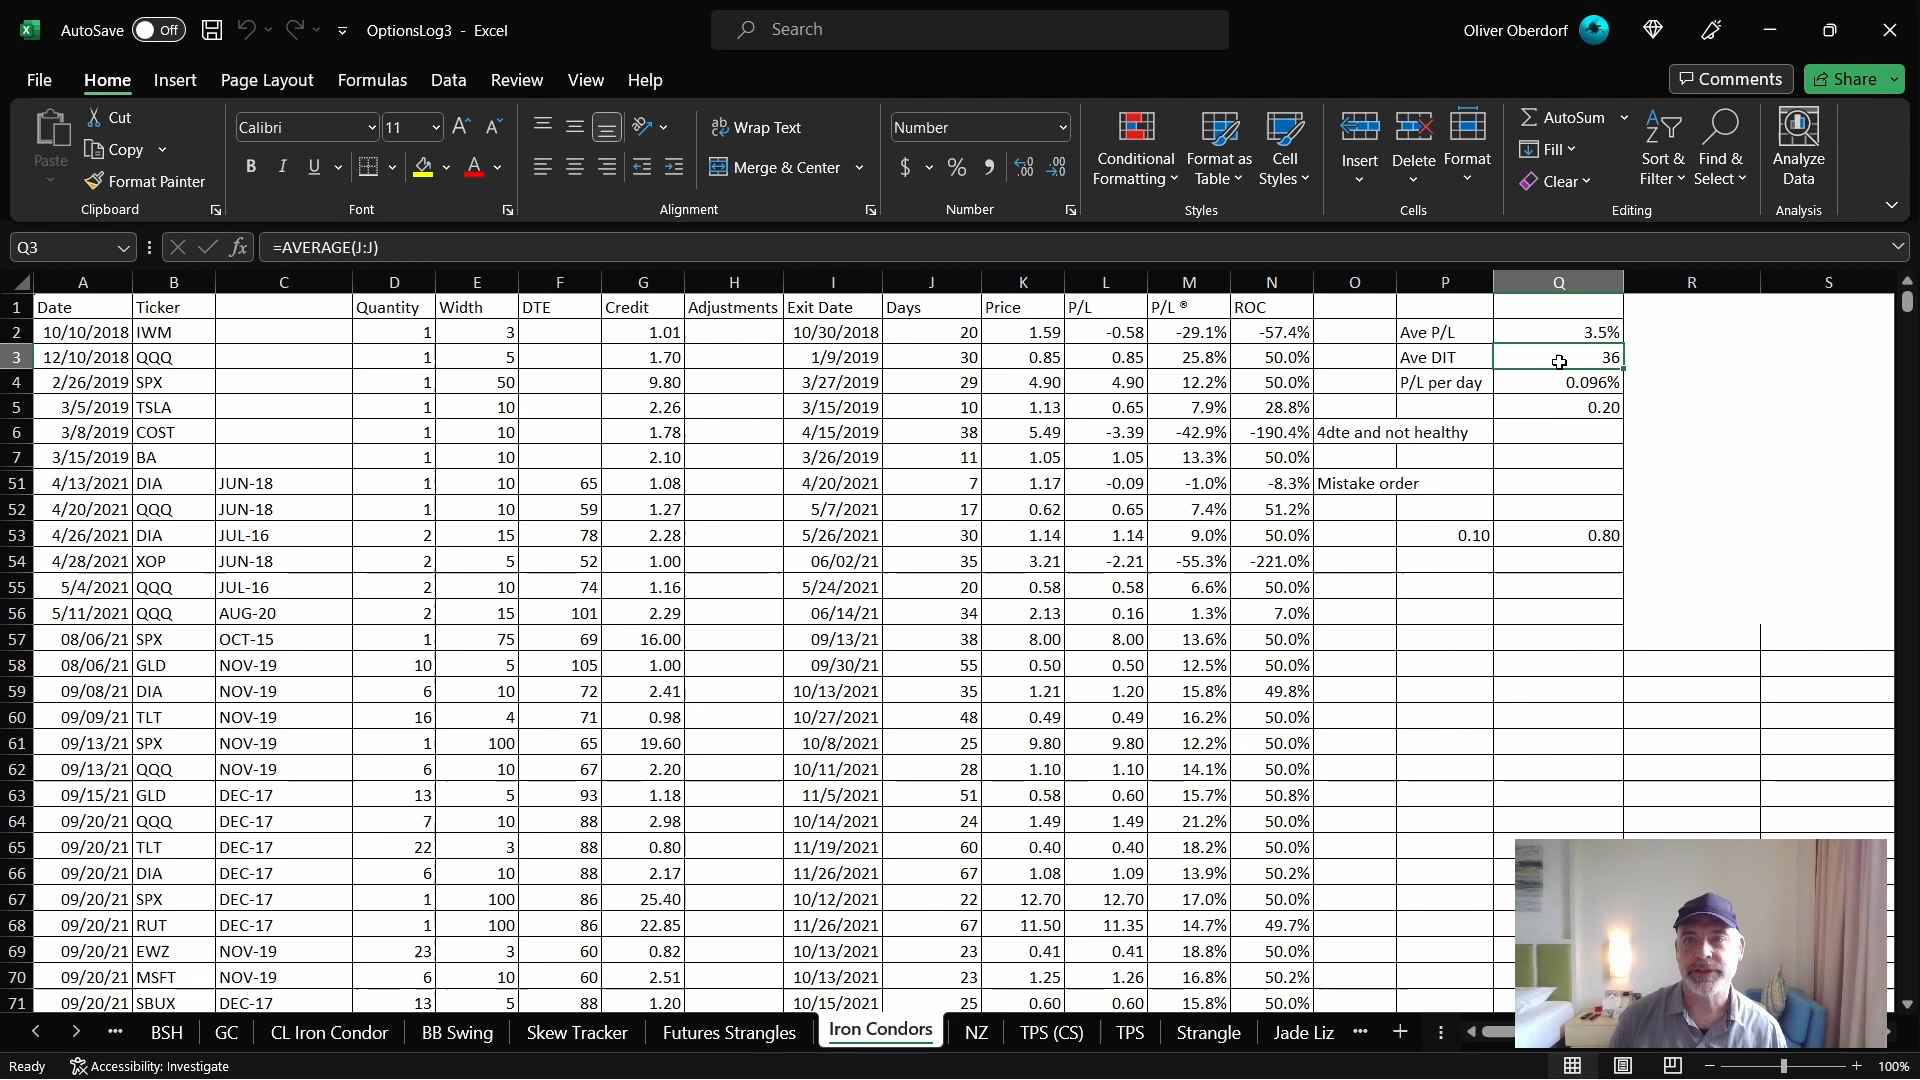 AutoSave Off OptionsLog3 - Excel Search Oliver Oberdorf
File Home Insert Page Layout Formulas Data Review View Help Comments Share
Paste Cut Copy Format Painter Clipboard
Calibri 11 B I U A Font
Wrap Text Merge & Center Alignment
Number $ % Number
Conditional Formatting Format as Table Cell Styles Styles
Insert Delete Format Cells
AutoSum Fill Clear Sort & Filter Find & Select Editing
Analyze Data Analysis
Q3 fx =AVERAGE(J:J)
A B C D E F G H I J K L M N O P Q R S
1 Date Ticker Quantity Width DTE Credit Adjustments Exit Date Days Price P/L P/L ® ROC
2 10/10/2018 IWM 1 3 1.01 10/30/2018 20 1.59 -0.58 -29.1% -57.4% Ave P/L 3.5%
3 12/10/2018 QQQ 1 5 1.70 1/9/2019 30 0.85 0.85 25.8% 50.0% Ave DIT 36
4 2/26/2019 SPX 1 50 9.80 3/27/2019 29 4.90 4.90 12.2% 50.0% P/L per day 0.096%
5 3/5/2019 TSLA 1 10 2.26 3/15/2019 10 1.13 0.65 7.9% 28.8% 0.20
6 3/8/2019 COST 1 10 1.78 4/15/2019 38 5.49 -3.39 -42.9% -190.4% 4dte and not healthy
7 3/15/2019 BA 1 10 2.10 3/26/2019 11 1.05 1.05 13.3% 50.0%
51 4/13/2021 DIA JUN-18 1 10 65 1.08 4/20/2021 7 1.17 -0.09 -1.0% -8.3% Mistake order
52 4/20/2021 QQQ JUN-18 1 10 59 1.27 5/7/2021 17 0.62 0.65 7.4% 51.2%
53 4/26/2021 DIA JUL-16 2 15 78 2.28 5/26/2021 30 1.14 1.14 9.0% 50.0% 0.10 0.80
54 4/28/2021 XOP JUN-18 2 5 52 1.00 06/02/21 35 3.21 -2.21 -55.3% -221.0%
55 5/4/2021 QQQ JUL-16 2 10 74 1.16 5/24/2021 20 0.58 0.58 6.6% 50.0%
56 5/11/2021 QQQ AUG-20 2 15 101 2.29 06/14/21 34 2.13 0.16 1.3% 7.0%
57 08/06/21 SPX OCT-15 1 75 69 16.00 09/13/21 38 8.00 8.00 13.6% 50.0%
58 08/06/21 GLD NOV-19 10 5 105 1.00 09/30/21 55 0.50 0.50 12.5% 50.0%
59 09/08/21 DIA NOV-19 6 10 72 2.41 10/13/2021 35 1.21 1.20 15.8% 49.8%
60 09/09/21 TLT NOV-19 16 4 71 0.98 10/27/2021 48 0.49 0.49 16.2% 50.0%
61 09/13/21 SPX NOV-19 1 100 65 19.60 10/8/2021 25 9.80 9.80 12.2% 50.0%
62 09/13/21 QQQ NOV-19 6 10 67 2.20 10/11/2021 28 1.10 1.10 14.1% 50.0%
63 09/15/21 GLD DEC-17 13 5 93 1.18 11/5/2021 51 0.58 0.60 15.7% 50.8%
64 09/20/21 QQQ DEC-17 7 10 88 2.98 10/14/2021 24 1.49 1.49 21.2% 50.0%
65 09/20/21 TLT DEC-17 22 3 88 0.80 11/19/2021 60 0.40 0.40 18.2% 50.0%
66 09/20/21 DIA DEC-17 6 10 88 2.17 11/26/2021 67 1.08 1.09 13.9% 50.2%
67 09/20/21 SPX DEC-17 1 100 86 25.40 10/12/2021 22 12.70 12.70 17.0% 50.0%
68 09/20/21 RUT DEC-17 1 100 86 22.85 11/26/2021 67 11.50 11.35 14.7% 49.7%
69 09/20/21 EWZ NOV-19 23 3 60 0.82 10/13/2021 23 0.41 0.41 18.8% 50.0%
70 09/20/21 MSFT NOV-19 6 10 60 2.51 10/13/2021 23 1.25 1.26 16.8% 50.2%
71 09/20/21 SBUX DEC-17 13 5 88 1.20 10/15/2021 25 0.60 0.60 15.8% 50.0%
BSH GC CL Iron Condor BB Swing Skew Tracker Futures Strangles Iron Condors NZ TPS (CS) TPS Strangle Jade Liz
Ready Accessibility: Investigate 100%